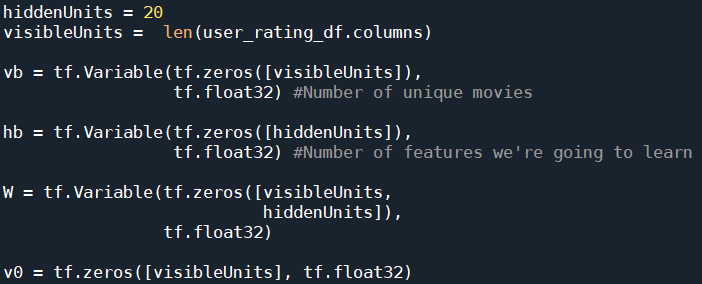 hiddenUnits = 20
visibleUnits =  len(user_rating_df.columns)
vb = tf.Variable(tf.zeros([visibleUnits]),
                 tf.float32) #Number of unique movies
hb = tf.Variable(tf.zeros([hiddenUnits]),
                 tf.float32) #Number of features we're going to learn
W = tf.Variable(tf.zeros([visibleUnits,
                          hiddenUnits]),
                tf.float32)
v0 = tf.zeros([visibleUnits], tf.float32)